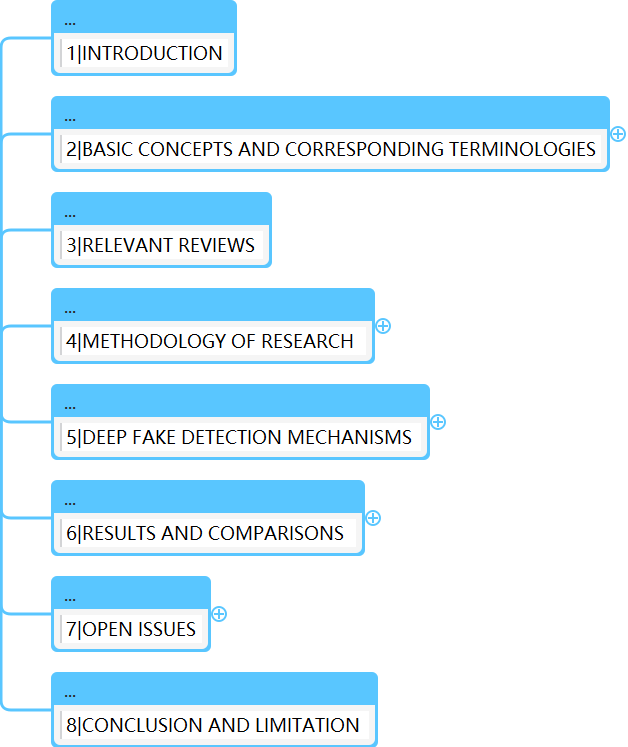 ...
1|INTRODUCTION
...
2|BASIC CONCEPTS AND CORRESPONDING TERMINOLOGIES
...
3|RELEVANT REVIEWS
...
4|METHODOLOGY OF RESEARCH
...
5|DEEP FAKE DETECTION MECHANISMS
...
6|RESULTS AND COMPARISONS
...
7|OPEN ISSUES
...
8|CONCLUSION AND LIMITATION